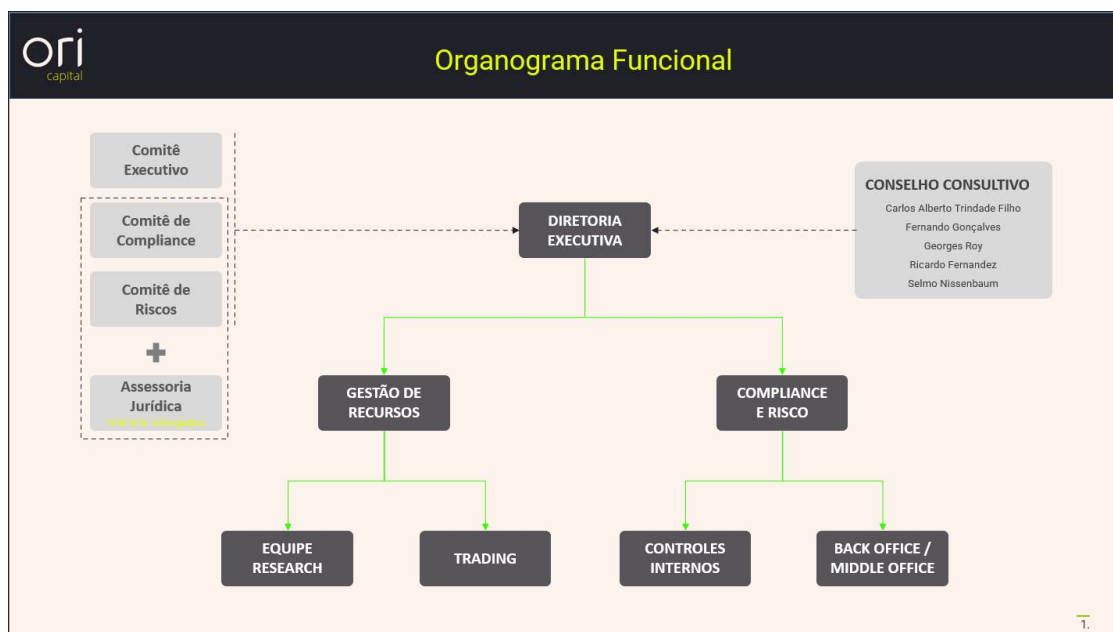 ori
capital
Organograma Funcional
Comitê
Executivo
Comitê de
Compliance
Comitê de
Riscos
+
Assessoria
Jurídica
DIRETORIA
EXECUTIVA
CONSELHO CONSULTIVO
Carlos Alberto Trindade Filho
Fernando Gonçalves
Georges Roy
Ricardo Fernandez
Selmo Nissenbaum
GESTÃO DE
RECURSOS
COMPLIANCE
E RISCO
EQUIPE
RESEARCH
TRADING
CONTROLES
INTERNOS
BACK OFFICE /
MIDDLE OFFICE
1.